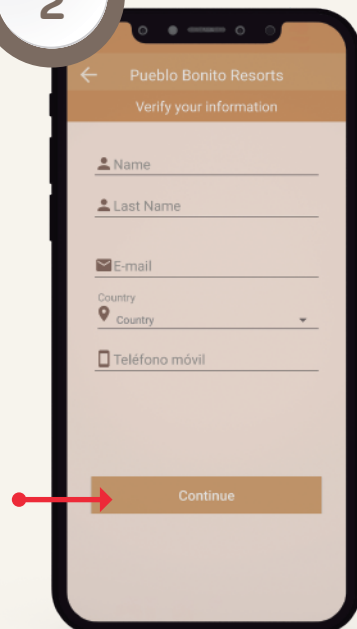 2
Pueblo Bonito Resorts
Verify your information
Name
Last Name
E-mail
Country
Country
Teléfono móvil
Continue